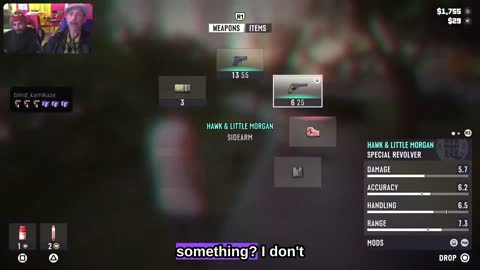 R1
$1,755
$29
WEAPONS ITEMS
13 55
blind_kamikaze
3
6 25
HAWK & LITTLE MORGAN
SIDEARM
HAWK & LITTLE MORGAN
SPECIAL REVOLVER
DAMAGE 5.7
ACCURACY 6.2
HANDLING 6.5
RANGE 7.3
MODS
1
2
something? I don't
DROP